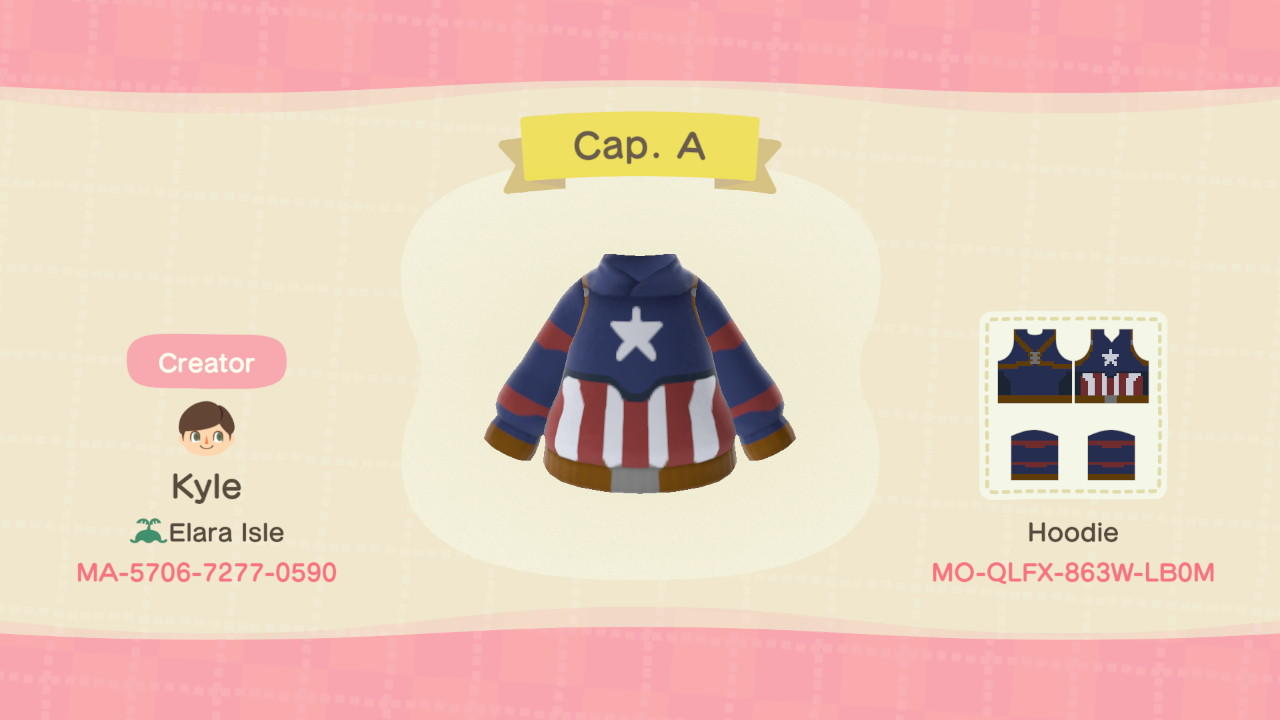 Cap. A
Creator
Kyle
Elara Isle
MA-5706-7277-0590
Hoodie
MO-QLFX-863W-LB0M